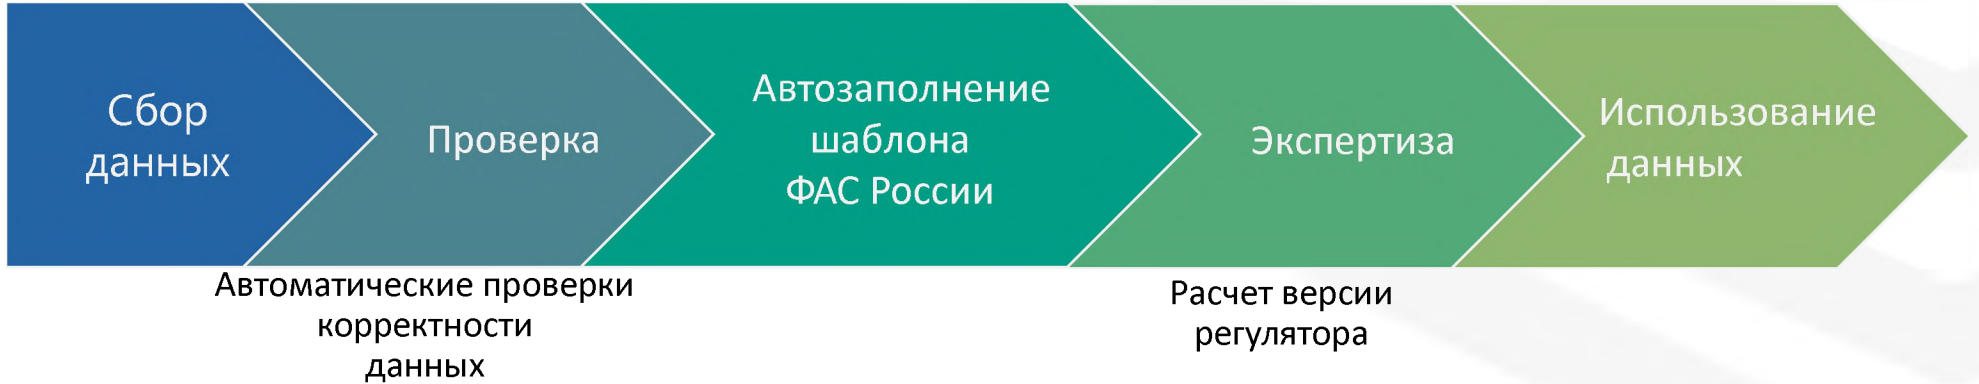 Сбор
данных
Проверка
Автозаполнение
шаблона
ФАС России
Экспертиза
Использование
данных
Автоматические проверки
корректности
данных
Расчет версии
регулятора